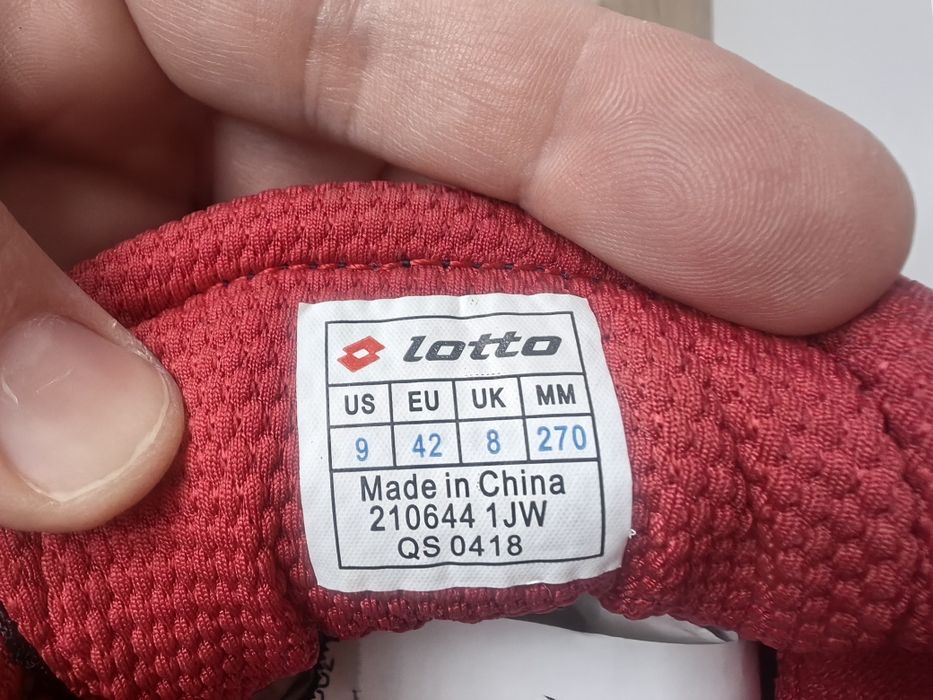 lotto
US EU UK MM
9 42 8 270
Made in China
210644 1JW
QS 0418